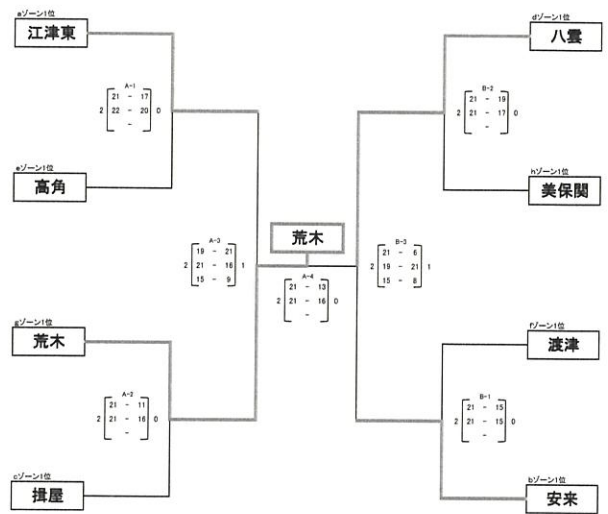 aゾーン1位
江津東
A-1
21 - 17
2 22 - 20 0
-
eゾーン1位
高角
A-3
19 - 21
2 21 - 16 1
15 - 9
gゾーン1位
荒木
A-2
21 - 11
2 21 - 16 0
-
cゾーン1位
揖屋
荒木
A-4
21 - 13
2 21 - 16 0
-
dゾーン1位
八雲
B-2
21 - 19
2 21 - 17 0
-
hゾーン1位
美保関
B-3
21 - 6
2 19 - 21 1
15 - 8
fゾーン1位
渡津
B-1
21 - 15
2 21 - 15 0
-
bゾーン1位
安来